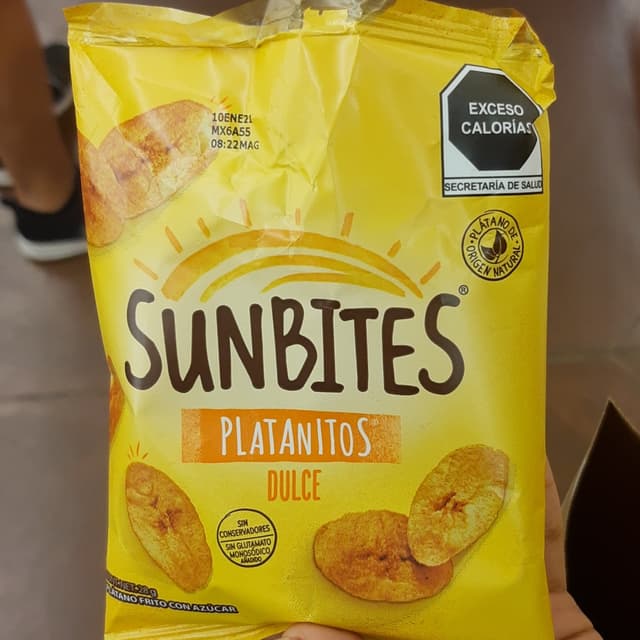 10ENE21
MX6A55
08:22MAG
EXCESO
CALORÍAS
SECRETARÍA DE SALUD
PLÁTANO DE
ORIGEN NATURAL
SUNBITES®
PLATANITOS
DULCE
SIN
CONSERVADORES
SIN GLUTAMATO
MONOSÓDICO
AÑADIDO
28 g
PLÁTANO FRITO CON AZÚCAR